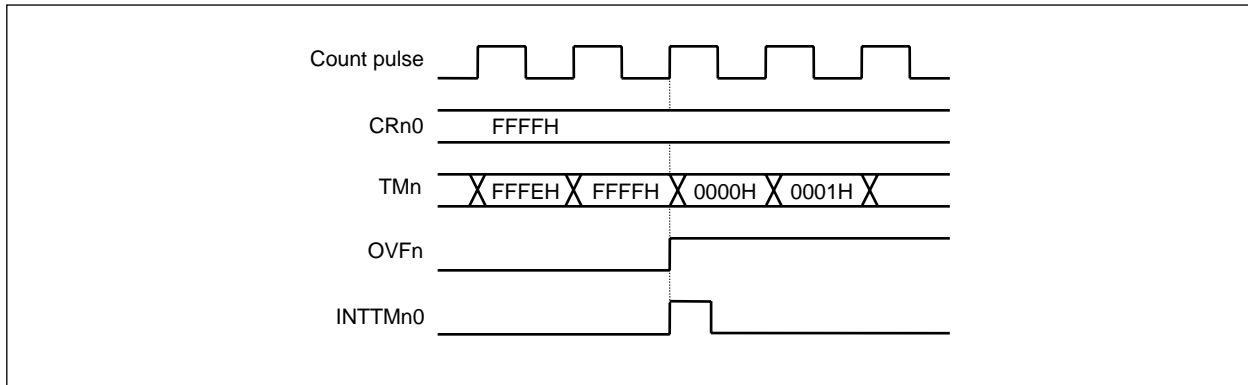 Count pulse
CRn0 FFFFH
TMn FFFEH FFFFH 0000H 0001H
OVFn
INTTMn0